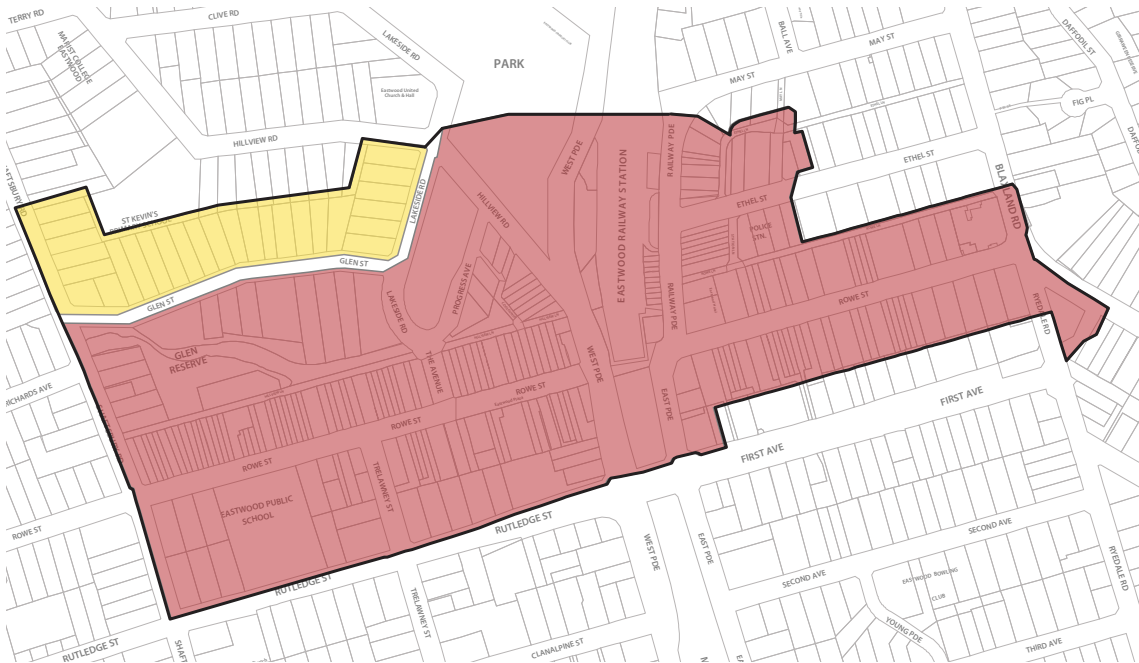 TERRY RD
CLIVE RD
LAKESIDE RD
MARIST COLLEGE
EASTWOOD
PARK
BALL AVE
MAY ST
DAFFODIL ST
MAY ST
Eastwood United
Church & Hall
FIG PL
HILLVIEW RD
ETHEL ST
WEST PDE
RAILWAY PDE
EASTWOOD RAILWAY STATION
BLAXLAND RD
LAKESIDE RD
HILLVIEW RD
ETHEL ST
POLICE
STN.
ST KEVIN'S
GLEN ST
GLEN ST
PROGRESS AVE
LAKESIDE RD
RAILWAY PDE
ROWE ST
RYEDALE RD
GLEN
RESERVE
THE AVENUE
WEST PDE
ROWE ST
EAST PDE
FIRST AVE
RICHARDS AVE
ROWE ST
ROWE ST
FIRST AVE
TRELAWNEY ST
EASTWOOD PUBLIC
SCHOOL
ROWE ST
RUTLEDGE ST
WEST PDE
EAST PDE
SECOND AVE
SECOND AVE
EASTWOOD BOWLING
CLUB
RYEDALE RD
RUTLEDGE ST
TRELAWNEY ST
YOUNG PDE
RUTLEDGE ST
SHAFT
CLANALPINE ST
THIRD AVE